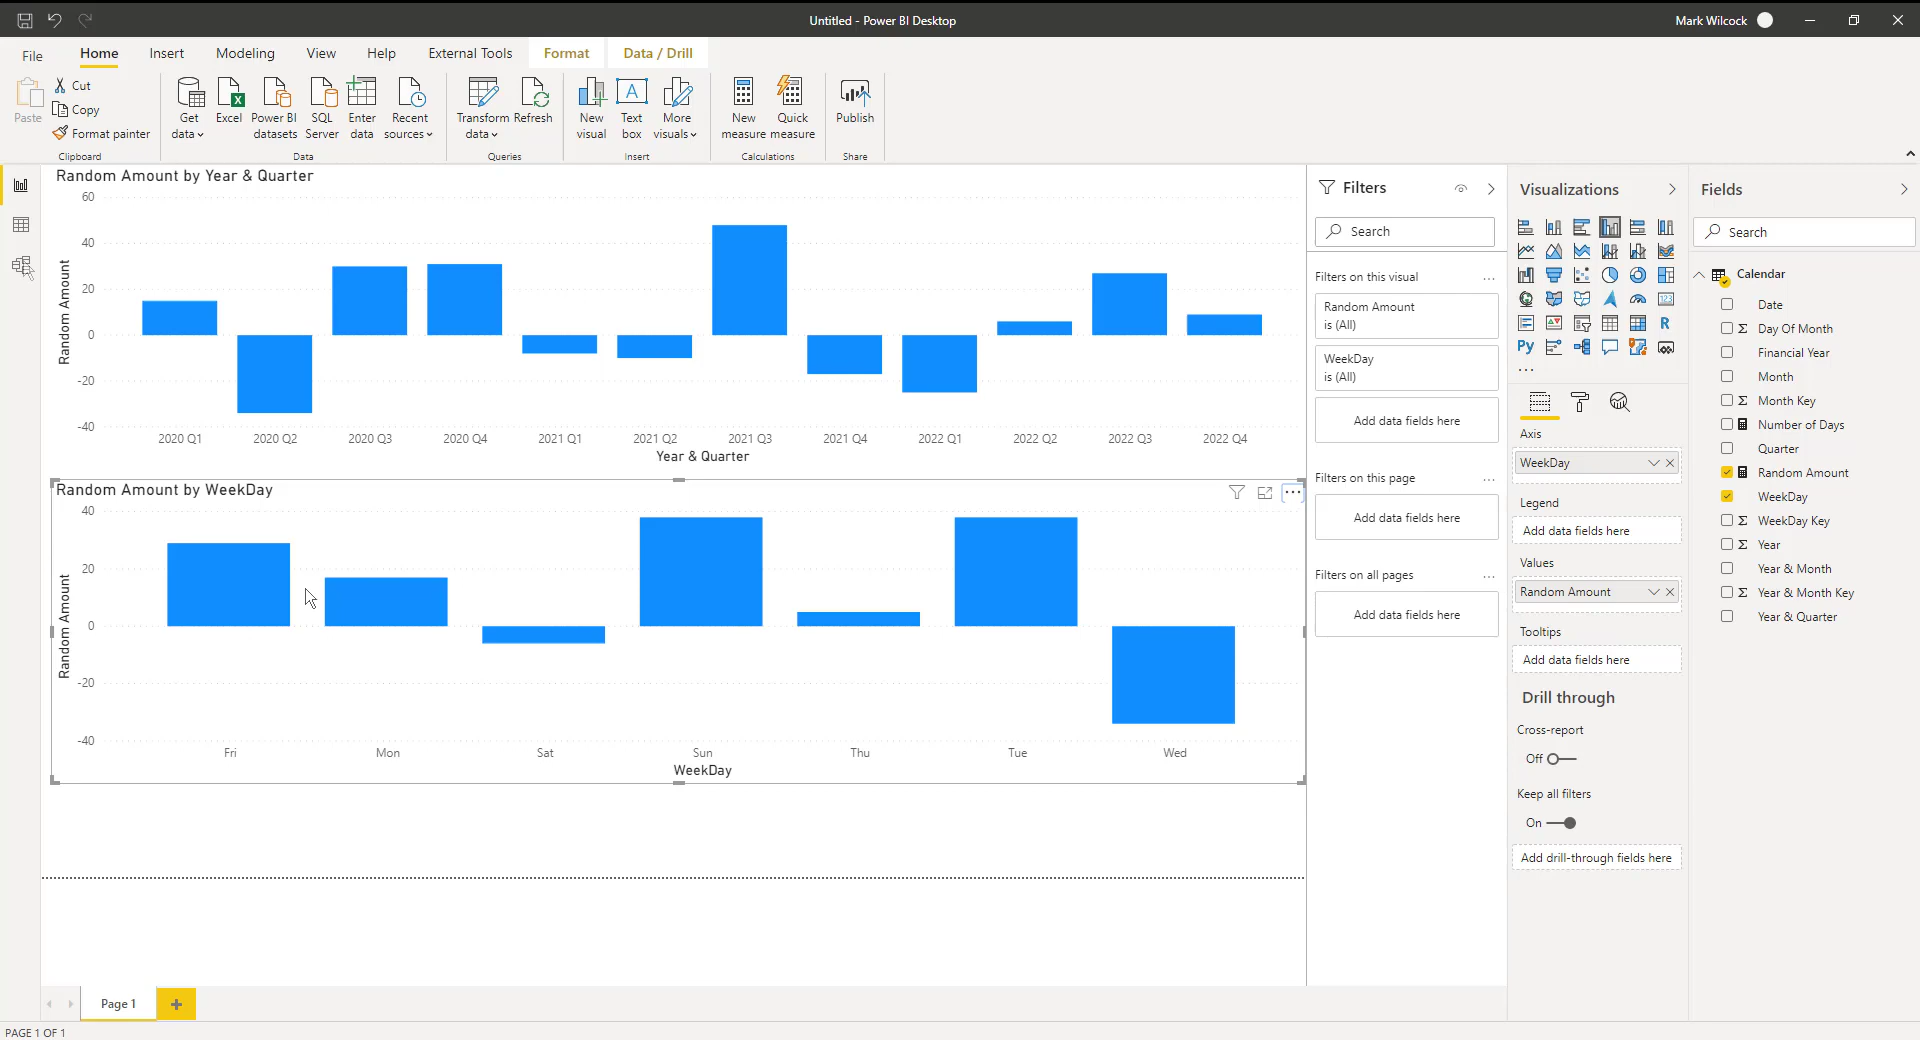 Untitled - Power BI Desktop
Mark Wilcock
File
Home
Insert
Modeling
View
Help
External Tools
Format
Data / Drill
Paste
Cut
Copy
Format painter
Clipboard
Get data
Excel
Power BI datasets
SQL Server
Enter data
Recent sources
Data
Transform data
Refresh
Queries
New visual
Text box
More visuals
Insert
New measure
Quick measure
Calculations
Publish
Share
Random Amount by Year & Quarter
Random Amount
60
40
20
0
-20
-40
2020 Q1
2020 Q2
2020 Q3
2020 Q4
2021 Q1
2021 Q2
2021 Q3
2021 Q4
2022 Q1
2022 Q2
2022 Q3
2022 Q4
Year & Quarter
Random Amount by WeekDay
Random Amount
40
20
0
-20
-40
Fri
Mon
Sat
Sun
Thu
Tue
Wed
WeekDay
Filters
Search
Filters on this visual
Random Amount
is (All)
WeekDay
is (All)
Add data fields here
Filters on this page
Add data fields here
Filters on all pages
Add data fields here
Visualizations
123
R
Py
Axis
WeekDay
Legend
Add data fields here
Values
Random Amount
Tooltips
Add data fields here
Drill through
Cross-report
Off
Keep all filters
On
Add drill-through fields here
Fields
Search
Calendar
Date
Day Of Month
Financial Year
Month
Month Key
Number of Days
Quarter
Random Amount
WeekDay
WeekDay Key
Year
Year & Month
Year & Month Key
Year & Quarter
Page 1
PAGE 1 OF 1